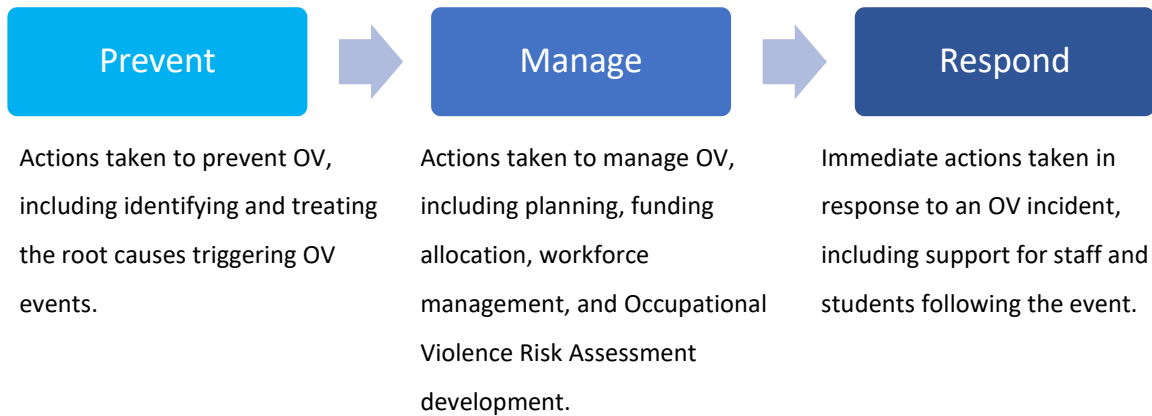 Prevent
Actions taken to prevent OV,
including identifying and treating
the root causes triggering OV
events.
Manage
Actions taken to manage OV,
including planning, funding
allocation, workforce
management, and Occupational
Violence Risk Assessment
development.
Respond
Immediate actions taken in
response to an OV incident,
including support for staff and
students following the event.